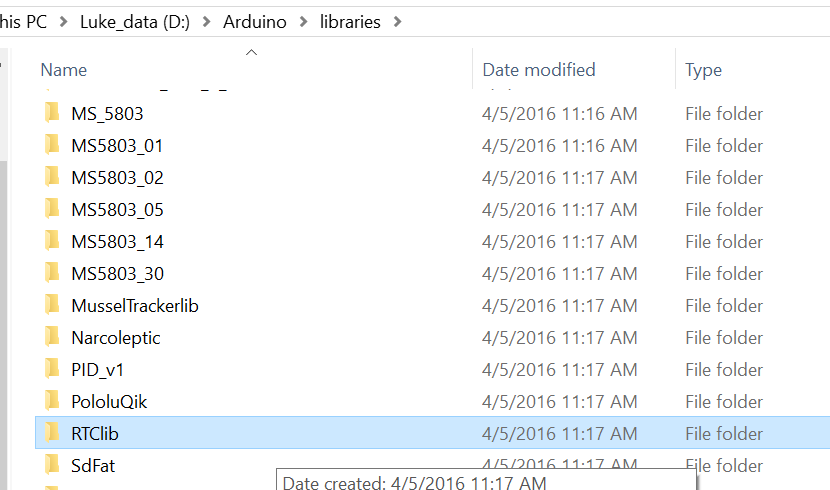 his PC > Luke_data (D:) > Arduino > libraries >
Name Date modified Type
MS_5803 4/5/2016 11:16 AM File folder
MS5803_01 4/5/2016 11:16 AM File folder
MS5803_02 4/5/2016 11:17 AM File folder
MS5803_05 4/5/2016 11:17 AM File folder
MS5803_14 4/5/2016 11:17 AM File folder
MS5803_30 4/5/2016 11:17 AM File folder
MusselTrackerlib 4/5/2016 11:17 AM File folder
Narcoleptic 4/5/2016 11:17 AM File folder
PID_v1 4/5/2016 11:17 AM File folder
PololuQik 4/5/2016 11:17 AM File folder
RTClib 4/5/2016 11:17 AM File folder
SdFat 4/5/2016 11:17 AM File folder
Date created: 4/5/2016 11:17 AM